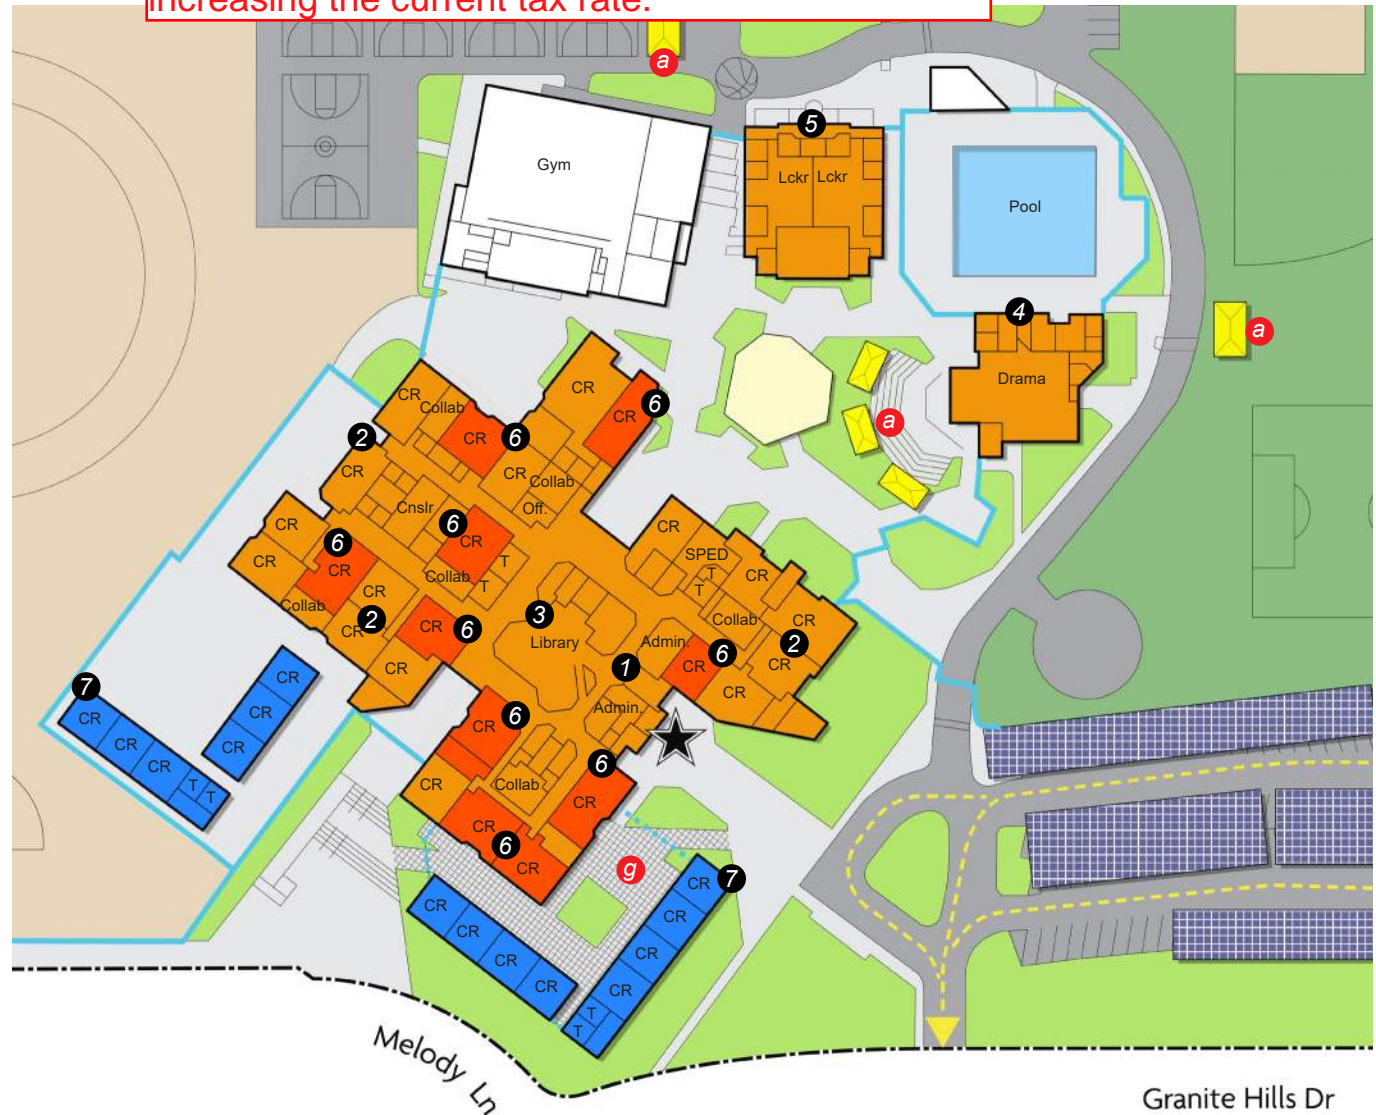 increasing the current tax rate.
a
5
Gym
Lckr
Lckr
Pool
4
a
Drama
CR
CR
6
Collab
CR
a
2
CR
6
CR
CR
Collab
Cnslr
Off.
CR
6
CR
CR
6
SPED
CR
T
CR
T
CR
Collab
T
T
CR
Collab
CR
2
3
Collab
CR
CR
6
Library
Admin.
2
CR
1
CR
6
CR
CR
CR
7
CR
CR
Admin.
CR
6
CR
CR
CR
CR
6
T
T
CR
Collab
CR
CR
6
CR
g
CR
7
CR
CR
CR
CR
CR
CR
CR
T
T
Melody Ln
Granite Hills Dr